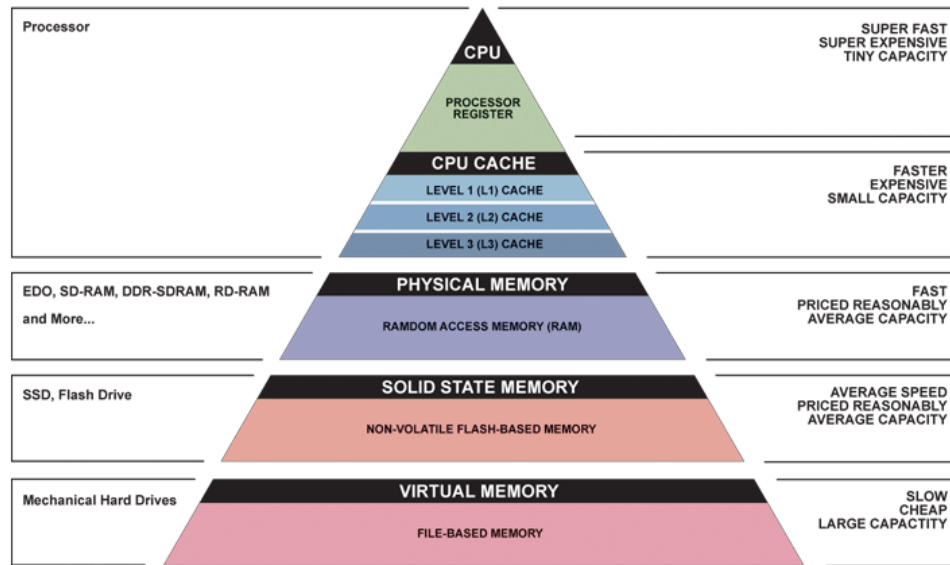 Processor
CPU
SUPER FAST
SUPER EXPENSIVE
TINY CAPACITY
PROCESSOR
REGISTER
CPU CACHE
LEVEL 1 (L1) CACHE
LEVEL 2 (L2) CACHE
LEVEL 3 (L3) CACHE
FASTER
EXPENSIVE
SMALL CAPACITY
EDO, SD-RAM, DDR-SDRAM, RD-RAM
and More...
PHYSICAL MEMORY
RAMDOM ACCESS MEMORY (RAM)
FAST
PRICED REASONABLY
AVERAGE CAPACITY
SSD, Flash Drive
SOLID STATE MEMORY
NON-VOLATILE FLASH-BASED MEMORY
AVERAGE SPEED
PRICED REASONABLY
AVERAGE CAPACITY
Mechanical Hard Drives
VIRTUAL MEMORY
FILE-BASED MEMORY
SLOW
CHEAP
LARGE CAPACTITY